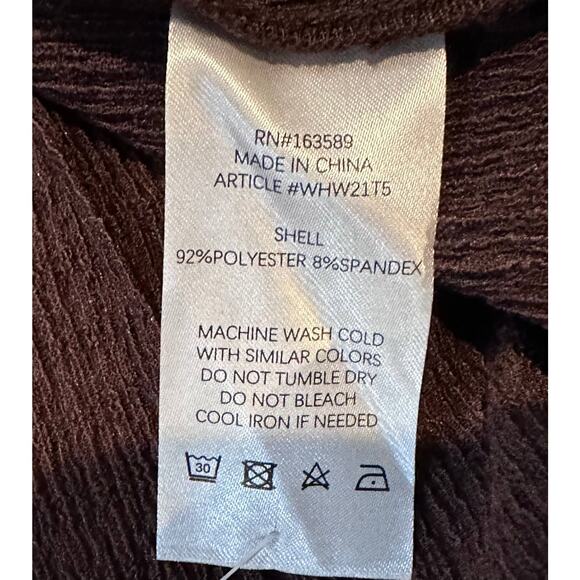 RN#163589
MADE IN CHINA
ARTICLE #WHW21T5
SHELL
92%POLYESTER 8%SPANDEX
MACHINE WASH COLD
WITH SIMILAR COLORS
DO NOT TUMBLE DRY
DO NOT BLEACH
COOL IRON IF NEEDED
30